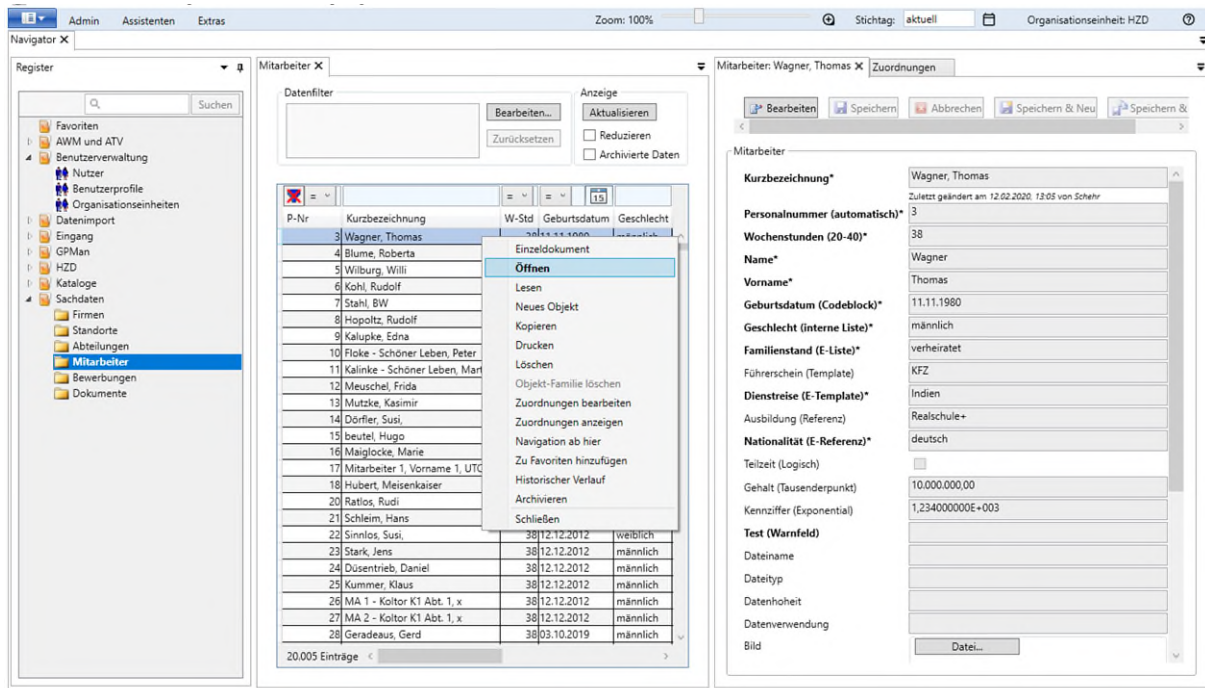 Admin Assistenten Extras Zoom: 100% Stichtag: aktuell Organisationseinheit: HZD
Navigator
Register
Suchen
Favoriten
AWM und ATV
Benutzerverwaltung
Nutzer
Benutzerprofile
Organisationseinheiten
Datenimport
Eingang
GPMan
HZD
Kataloge
Sachdaten
Firmen
Standorte
Abteilungen
Mitarbeiter
Bewerbungen
Dokumente
Mitarbeiter
Datenfilter
Bearbeiten...
Zurücksetzen
Anzeige
Aktualisieren
Reduzieren
Archivierte Daten
= = = 15
P-Nr Kurzbezeichnung W-Std Geburtsdatum Geschlecht
3 Wagner, Thomas 38 11.11.1980 männlich
4 Blume, Roberta
5 Wilburg, Willi
6 Kohl, Rudolf
7 Stahl, BW
8 Hopoltz, Rudolf
9 Kalupke, Edna
10 Floke - Schöner Leben, Peter
11 Kalinke - Schöner Leben, Mart
12 Meuschel, Frida
13 Mutzke, Kasimir
14 Dörfler, Susi,
15 beutel, Hugo
16 Maiglocke, Marie
17 Mitarbeiter 1, Vorname 1, UTC
18 Hubert, Meisenkaiser
20 Ratlos, Rudi
21 Schleim, Hans
22 Sinnlos, Susi, 38 12.12.2012 weiblich
23 Stark, Jens 38 12.12.2012 männlich
24 Düsentrieb, Daniel 38 12.12.2012 männlich
25 Kummer, Klaus 38 12.12.2012 männlich
26 MA 1 - Koltor K1 Abt. 1, x 38 12.12.2012 männlich
27 MA 2 - Koltor K1 Abt. 1, x 38 12.12.2012 männlich
28 Geradeaus, Gerd 38 03.10.2019 männlich
20.005 Einträge
Einzeldokument
Öffnen
Lesen
Neues Objekt
Kopieren
Drucken
Löschen
Objekt-Familie löschen
Zuordnungen bearbeiten
Zuordnungen anzeigen
Navigation ab hier
Zu Favoriten hinzufügen
Historischer Verlauf
Archivieren
Schließen
Mitarbeiter: Wagner, Thomas Zuordnungen
Bearbeiten Speichern Abbrechen Speichern & Neu Speichern &
Mitarbeiter
Kurzbezeichnung* Wagner, Thomas
Zuletzt geändert am 12.02.2020, 13:05 von Schehr
Personalnummer (automatisch)* 3
Wochenstunden (20-40)* 38
Name* Wagner
Vorname* Thomas
Geburtsdatum (Codeblock)* 11.11.1980
Geschlecht (interne Liste)* männlich
Familienstand (E-Liste)* verheiratet
Führerschein (Template) KFZ
Dienstreise (E-Template)* Indien
Ausbildung (Referenz) Realschule+
Nationalität (E-Referenz)* deutsch
Teilzeit (Logisch)
Gehalt (Tausenderpunkt) 10.000.000,00
Kennziffer (Exponential) 1,234000000E+003
Test (Warnfeld)
Dateiname
Dateityp
Datenhoheit
Datenverwendung
Bild Datei...